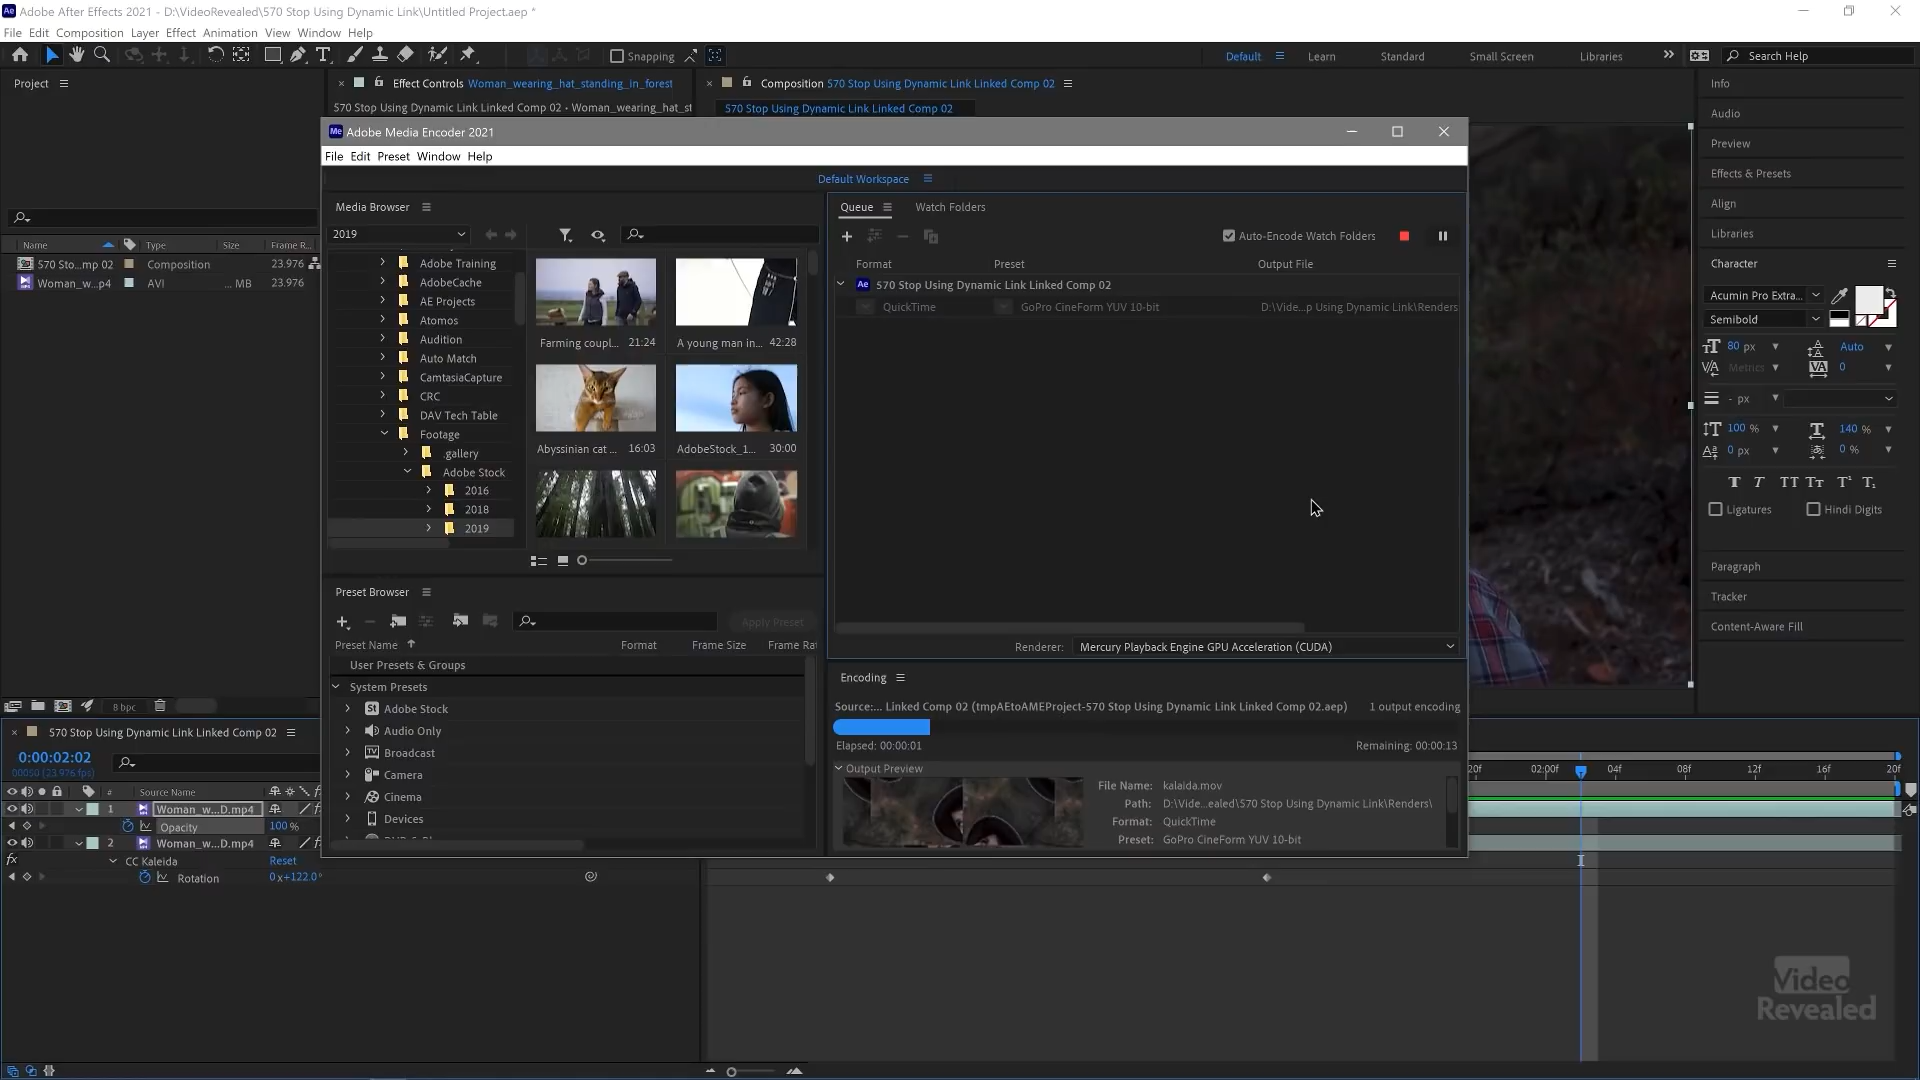 Adobe After Effects 2021 - D:\VideoRevealed\570 Stop Using Dynamic Link\Untitled Project.aep *
File Edit Composition Layer Effect Animation View Window Help
Snapping
Default Learn Standard Small Screen Libraries
Search Help
Project
Effect Controls Woman_wearing_hat_standing_in_forest
Composition 570 Stop Using Dynamic Link Linked Comp 02
570 Stop Using Dynamic Link Linked Comp 02 • Woman_wearing_hat_st
570 Stop Using Dynamic Link Linked Comp 02
Name Type Size Frame R...
570 Sto...mp 02 Composition 23.976
Woman_w...p4 AVI ... MB 23.976
8 bpc
Adobe Media Encoder 2021
File Edit Preset Window Help
Default Workspace
Media Browser
2019
Adobe Training
AdobeCache
AE Projects
Atomos
Audition
Auto Match
CamtasiaCapture
CRC
DAV Tech Table
Footage
.gallery
Adobe Stock
2016
2018
2019
Farming coupl... 21:24
A young man in... 42:28
Abyssinian cat ... 16:03
AdobeStock_1... 30:00
Preset Browser
Apply Preset
Preset Name Format Frame Size Frame Ra
User Presets & Groups
System Presets
Adobe Stock
Audio Only
Broadcast
Camera
Cinema
Devices
Queue Watch Folders
Auto-Encode Watch Folders
Format Preset Output File
570 Stop Using Dynamic Link Linked Comp 02
QuickTime GoPro CineForm YUV 10-bit D:\Vide...p Using Dynamic Link\Renders
Renderer: Mercury Playback Engine GPU Acceleration (CUDA)
Encoding
Source:... Linked Comp 02 (tmpAEtoAMEProject-570 Stop Using Dynamic Link Linked Comp 02.aep) 1 output encoding
Elapsed: 00:00:01 Remaining: 00:00:13
Output Preview
File Name: kalaida.mov
Path: D:\Vide...ealed\570 Stop Using Dynamic Link\Renders\
Format: QuickTime
Preset: GoPro CineForm YUV 10-bit
Info
Audio
Preview
Effects & Presets
Align
Libraries
Character
Acumin Pro Extra...
Semibold
80 px Auto
Metrics 0
- px
100 % 140 %
0 px 0 %
Ligatures Hindi Digits
Paragraph
Tracker
Content-Aware Fill
570 Stop Using Dynamic Link Linked Comp 02
0:00:02:02
00050 (23.976 fps)
# Source Name
1 Woman_w...D.mp4
Opacity 100 %
2 Woman_w...D.mp4
fx CC Kaleida Reset
Rotation 0x+122.0°
20f 02:00f 04f 08f 12f 16f 20f
Video
Revealed